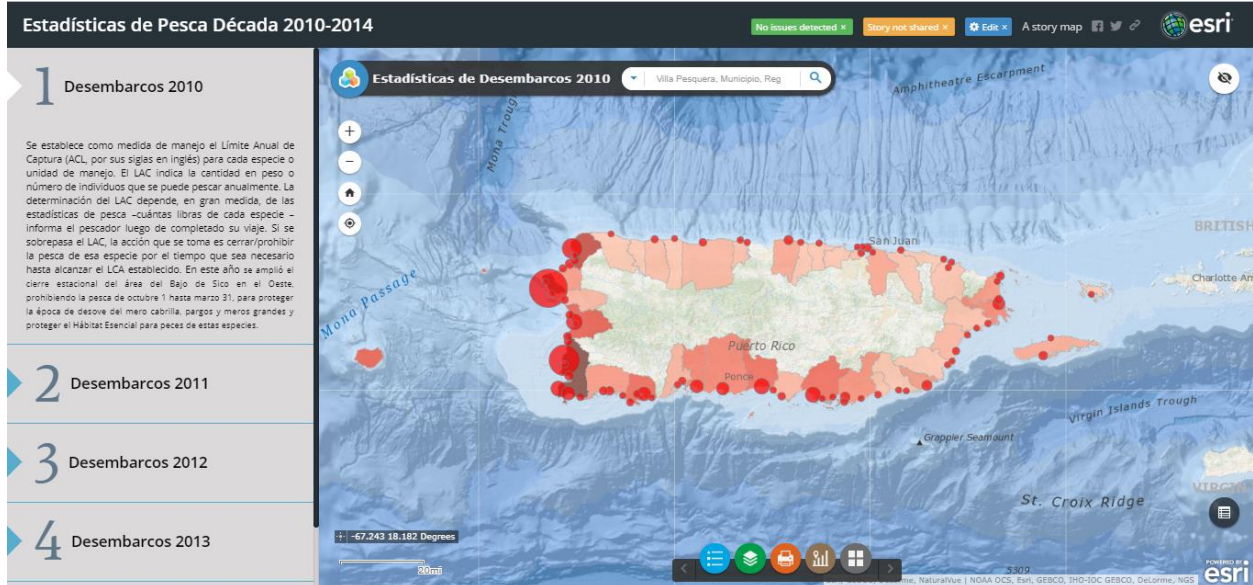 Estadísticas de Pesca Década 2010-2014
No issues detected ×
Story not shared ×
Edit ×
A story map
esri
1 Desembarcos 2010
Se establece como medida de manejo el Límite Anual de
Captura (ACL, por sus siglas en inglés) para cada especie o
unidad de manejo. El LAC indica la cantidad en peso o
número de individuos que se puede pescar anualmente. La
determinación del LAC depende, en gran medida, de las
estadísticas de pesca –cuántas libras de cada especie –
informa el pescador luego de completado su viaje. Si se
sobrepasa el LAC, la acción que se toma es cerrar/prohibir
la pesca de esa especie por el tiempo que sea necesario
hasta alcanzar el LCA establecido. En este año se amplió el
cierre estacional del área del Bajo de Sico en el Oeste,
prohibiendo la pesca de octubre 1 hasta marzo 31, para proteger
la época de desove del mero cabrilla, pargos y meros grandes y
proteger el Hábitat Esencial para peces de estas especies.
2 Desembarcos 2011
3 Desembarcos 2012
4 Desembarcos 2013
Estadísticas de Desembarcos 2010
Villa Pesquera, Municipio, Reg
Amphitheatre Escarpment
Mona Trough
San Juan
BRITISH
Charlotte Am
Mona Passage
Puerto Rico
Ponce
Virgin Islands Trough
Grappler Seamount
St. Croix Ridge
VIRGIN
-67.243 18.182 Degrees
20mi
5309
NaturalVue | NOAA OCS, Esri, GEBCO, IHO-IOC GEBCO, DeLorme, NGS
POWERED BY
esri